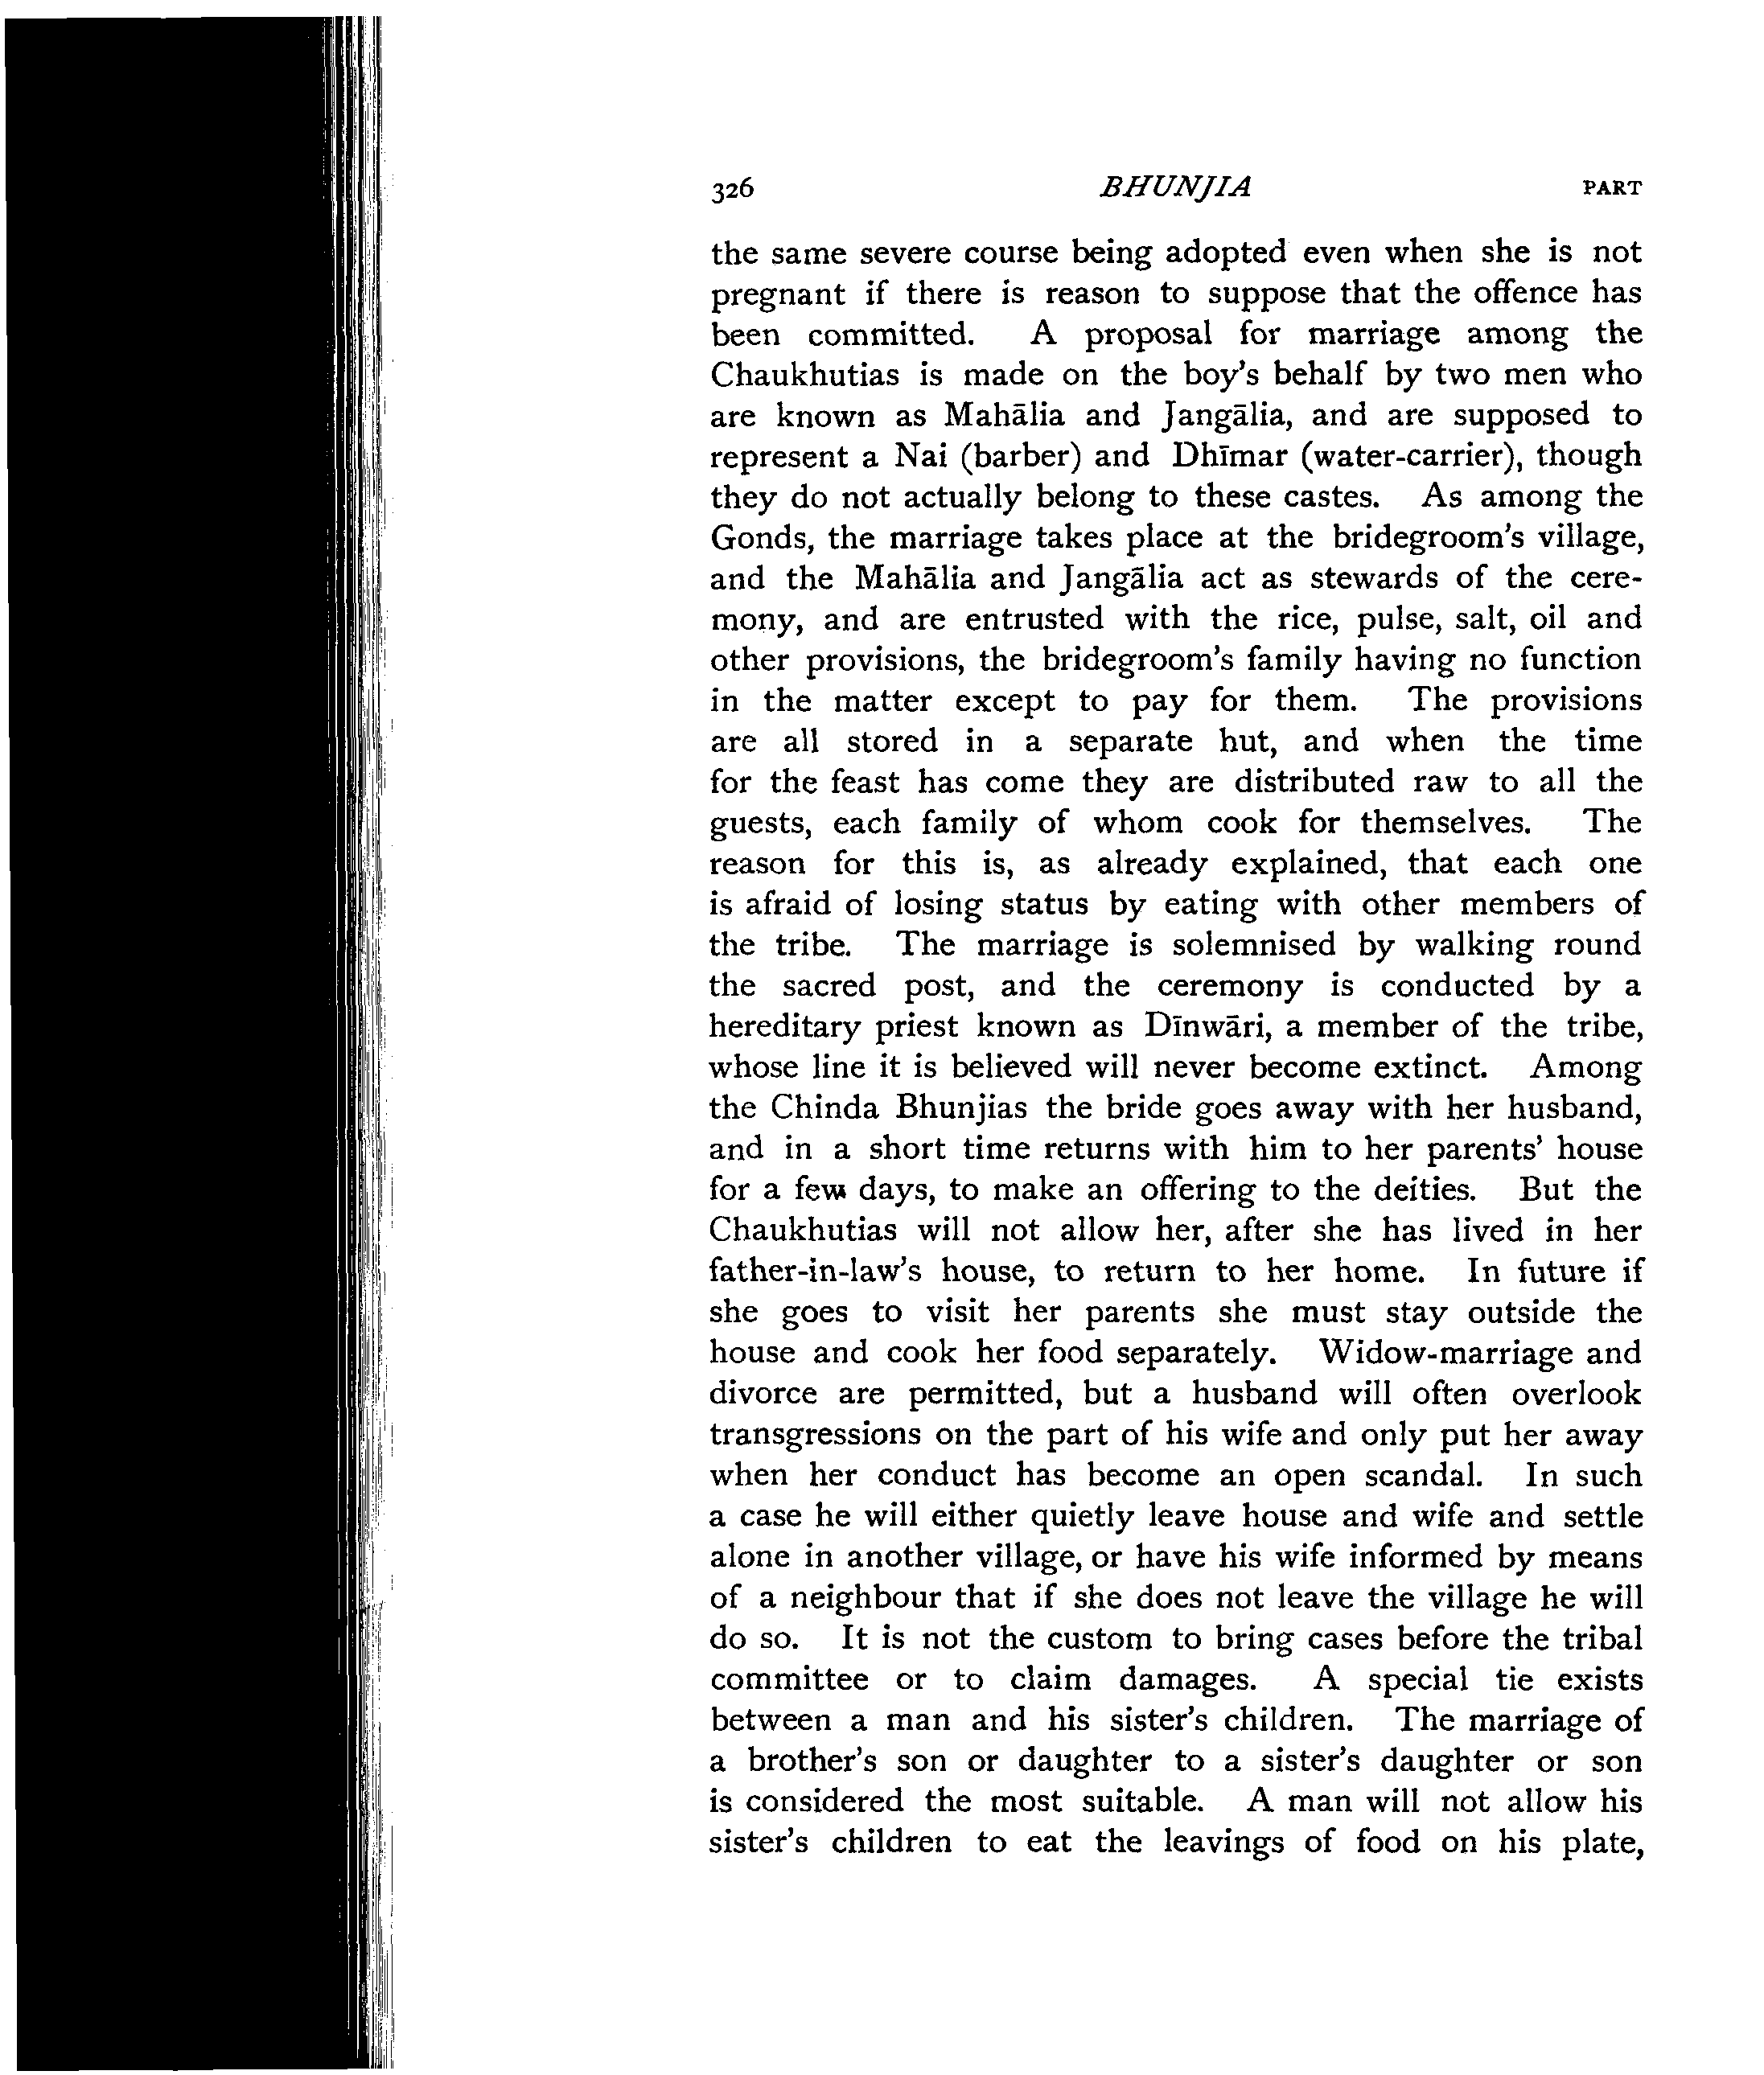 326 BHUNJIA PART
the same severe course being adopted even when she is not
pregnant if there is reason to suppose that the offence has
been committed. A proposal for marriage among the
Chaukhutias is made on the boy's behalf by two men who
are known as Mahālia and Jangālia, and are supposed to
represent a Nai (barber) and Dhīmar (water-carrier), though
they do not actually belong to these castes. As among the
Gonds, the marriage takes place at the bridegroom's village,
and the Mahālia and Jangālia act as stewards of the cere-
mony, and are entrusted with the rice, pulse, salt, oil and
other provisions, the bridegroom's family having no function
in the matter except to pay for them. The provisions
are all stored in a separate hut, and when the time
for the feast has come they are distributed raw to all the
guests, each family of whom cook for themselves. The
reason for this is, as already explained, that each one
is afraid of losing status by eating with other members of
the tribe. The marriage is solemnised by walking round
the sacred post, and the ceremony is conducted by a
hereditary priest known as Dīnwāri, a member of the tribe,
whose line it is believed will never become extinct. Among
the Chinda Bhunjias the bride goes away with her husband,
and in a short time returns with him to her parents' house
for a few days, to make an offering to the deities. But the
Chaukhutias will not allow her, after she has lived in her
father-in-law's house, to return to her home. In future if
she goes to visit her parents she must stay outside the
house and cook her food separately. Widow-marriage and
divorce are permitted, but a husband will often overlook
transgressions on the part of his wife and only put her away
when her conduct has become an open scandal. In such
a case he will either quietly leave house and wife and settle
alone in another village, or have his wife informed by means
of a neighbour that if she does not leave the village he will
do so. It is not the custom to bring cases before the tribal
committee or to claim damages. A special tie exists
between a man and his sister's children. The marriage of
a brother's son or daughter to a sister's daughter or son
is considered the most suitable. A man will not allow his
sister's children to eat the leavings of food on his plate,